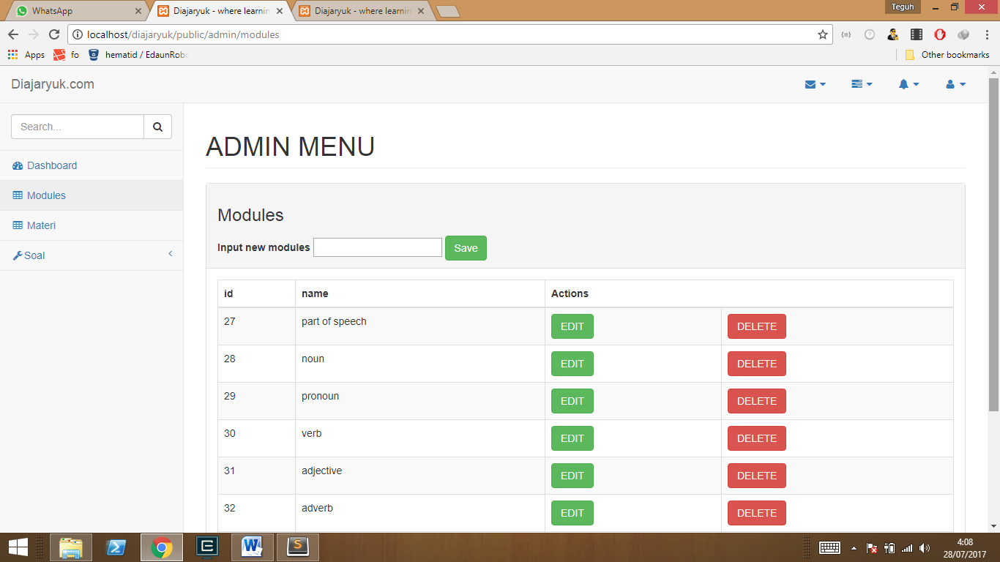 WhatsApp
Diajaryuk - where learnin
Diajaryuk - where learnin
Teguh
localhost/diajaryuk/public/admin/modules
Apps
fo
hematid / EdaunRob
Other bookmarks
Diajaryuk.com
Search...
Dashboard
Modules
Materi
Soal
ADMIN MENU
Modules
Input new modules Save
id name Actions
27 part of speech EDIT DELETE
28 noun EDIT DELETE
29 pronoun EDIT DELETE
30 verb EDIT DELETE
31 adjective EDIT DELETE
32 adverb EDIT DELETE
4:08
28/07/2017